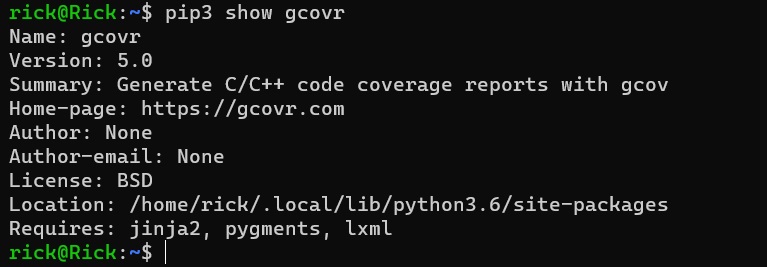 rick@Rick:~$ pip3 show gcovr
Name: gcovr
Version: 5.0
Summary: Generate C/C++ code coverage reports with gcov
Home-page: https://gcovr.com
Author: None
Author-email: None
License: BSD
Location: /home/rick/.local/lib/python3.6/site-packages
Requires: jinja2, pygments, lxml
rick@Rick:~$